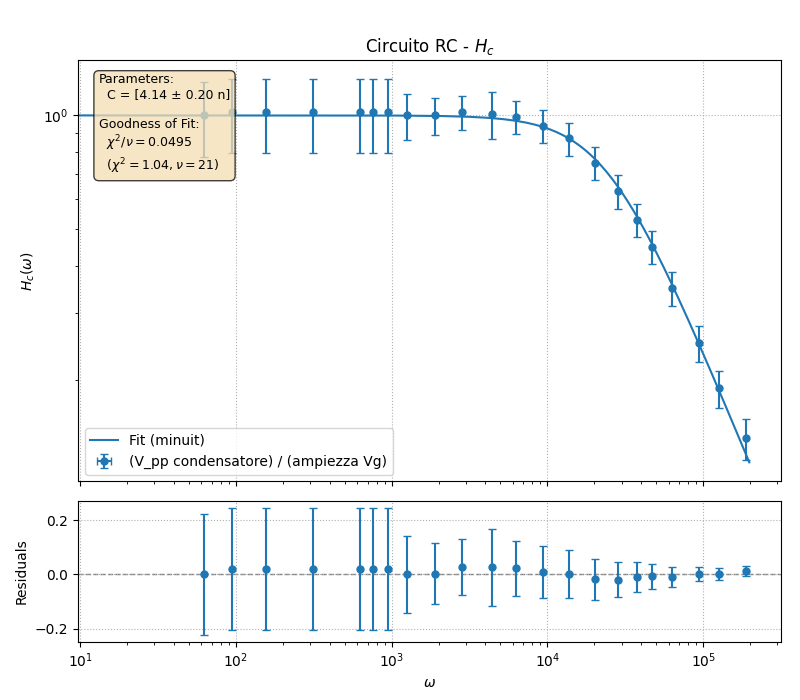 Circuito RC - H_c
Parameters:
C = [4.14 ± 0.20 n]
Goodness of Fit:
χ²/ν = 0.0495
(χ² = 1.04, ν = 21)
10⁰
H_c(ω)
Fit (minuit)
(V_pp condensatore) / (ampiezza Vg)
0.2
0.0
−0.2
Residuals
10¹ 10² 10³ 10⁴ 10⁵
ω